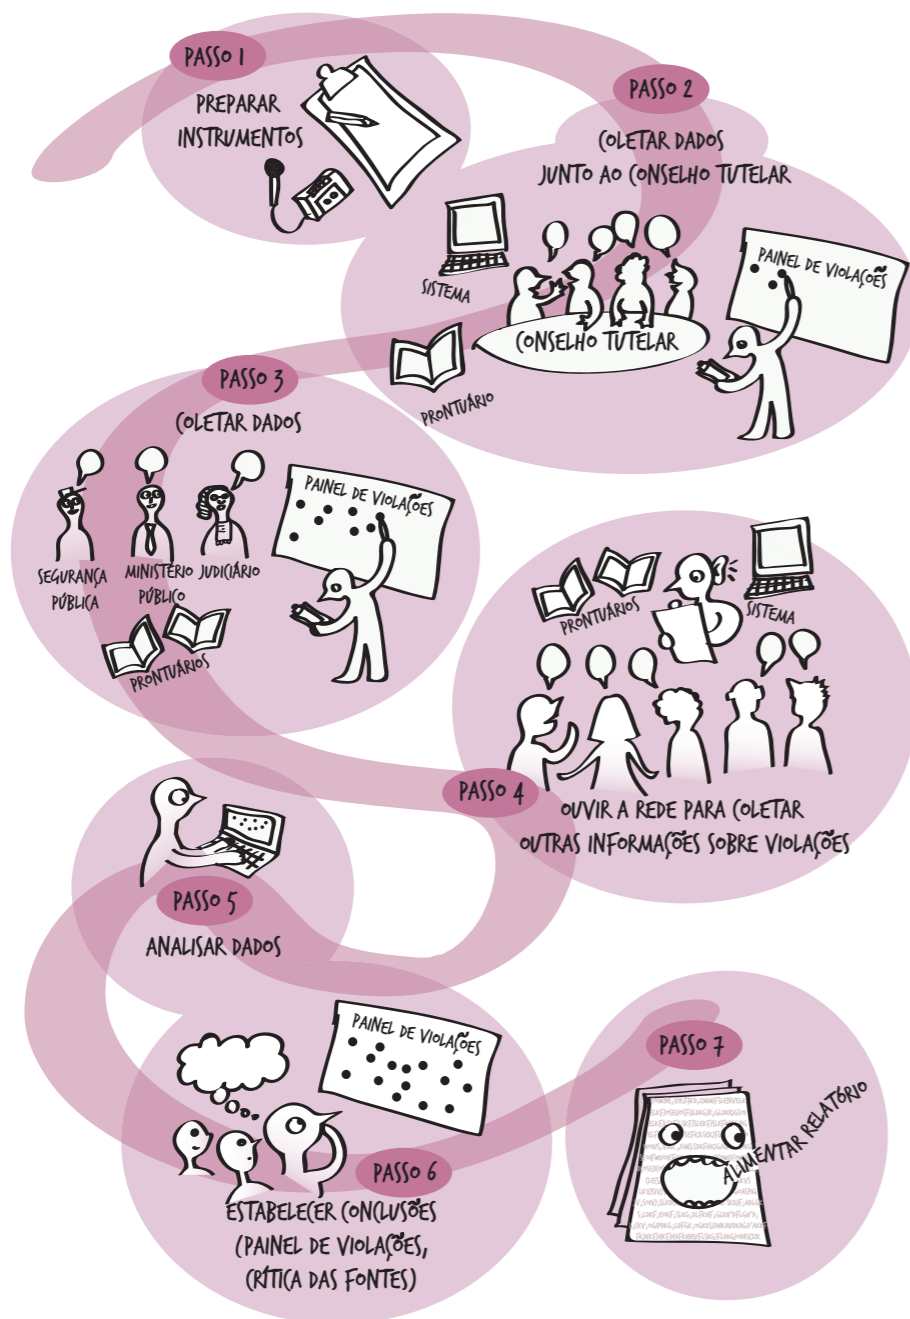 PASSO 1
PREPARAR
INSTRUMENTOS
PASSO 2
COLETAR DADOS
JUNTO AO CONSELHO TUTELAR
SISTEMA
PAINEL DE VIOLAÇÕES
CONSELHO TUTELAR
PRONTUÁRIO
PASSO 3
COLETAR DADOS
PAINEL DE VIOLAÇÕES
SEGURANÇA
PÚBLICA
MINISTÉRIO
PÚBLICO
JUDICIÁRIO
PRONTUÁRIOS
PRONTUÁRIOS
SISTEMA
PASSO 4
OUVIR A REDE PARA COLETAR
OUTRAS INFORMAÇÕES SOBRE VIOLAÇÕES
PASSO 5
ANALISAR DADOS
PAINEL DE VIOLAÇÕES
PASSO 6
ESTABELECER CONCLUSÕES
(PAINEL DE VIOLAÇÕES,
CRÍTICA DAS FONTES)
PASSO 7
ALIMENTAR RELATÓRIO